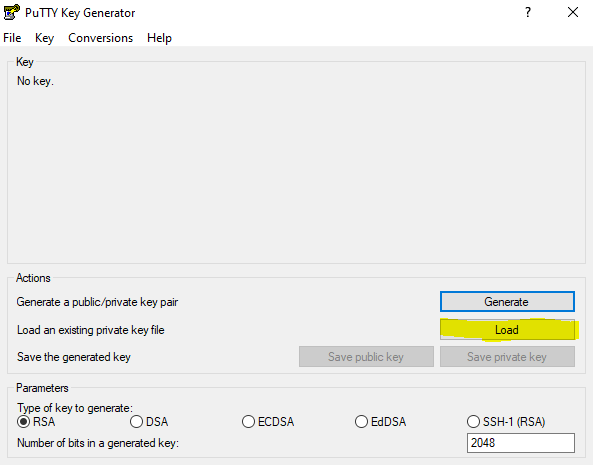 PuTTY Key Generator
?
File Key Conversions Help
Key
No key.
Actions
Generate a public/private key pair Generate
Load an existing private key file Load
Save the generated key Save public key Save private key
Parameters
Type of key to generate:
RSA DSA ECDSA EdDSA SSH-1 (RSA)
Number of bits in a generated key: 2048